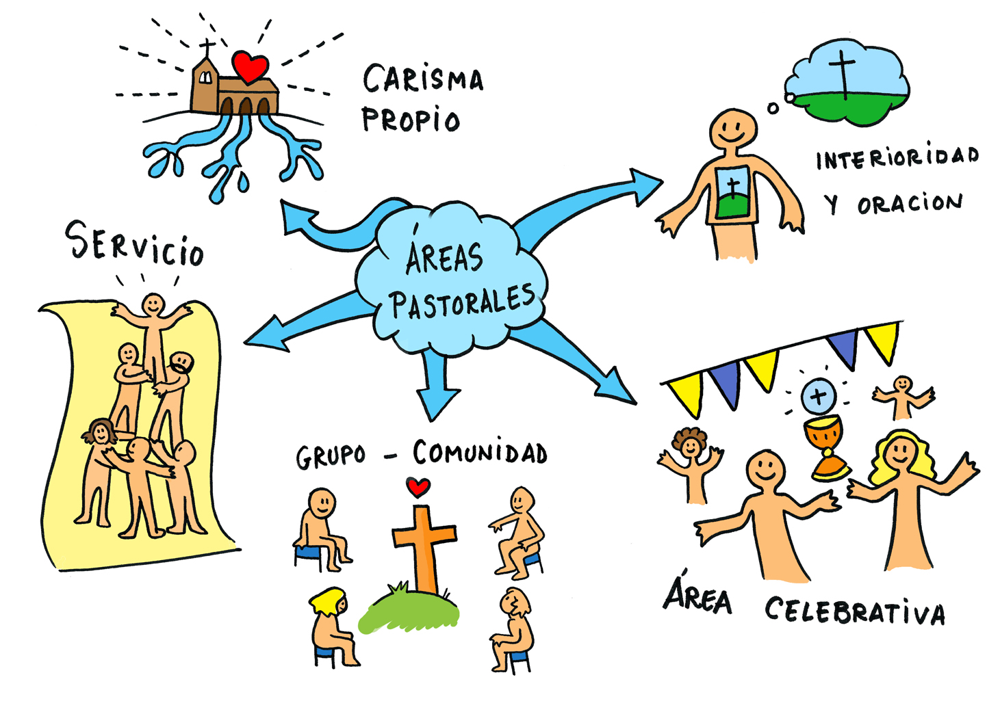 CARISMA
PROPIO
INTERIORIDAD
Y ORACION
SERVICIO
ÁREAS
PASTORALES
GRUPO - COMUNIDAD
ÁREA CELEBRATIVA